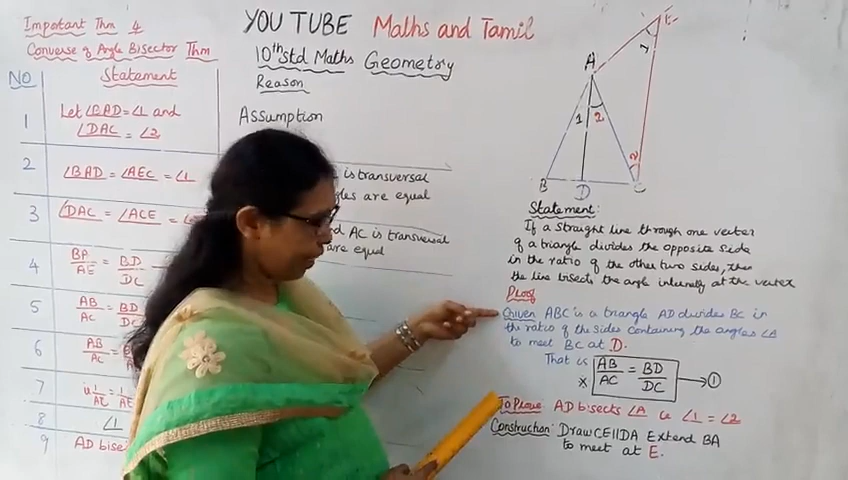 Important Thm 4
Converse of Angle Bisector Thm
YOU TUBE Maths and Tamil
10th Std Maths Geometry
NO
Statement
Reason
1
Let ∠BAD = ∠1 and
∠DAC = ∠2
Assumption
2
∠BAD = ∠AEC = ∠1
is transversal
are equal
3
∠DAC = ∠ACE =
AC is transversal
are equal
4
BA/AE = BD/DC
5
AB/AC = BD/DC
6
AB/AC
7
8
∠1
9
AD
E
1
A
1 2
2
B
D
C
Statement:
If a straight line through one vertex
of a triangle divides the opposite side
in the ratio of the other two sides, then
the line bisects the angle internally at the vertex
Proof
Given ABC is a triangle AD divides BC in
the ratio of the sides containing the angles ∠A
to meet BC at D.
That is
* AB/AC = BD/DC → ①
To Prove AD bisects ∠A ie ∠1 = ∠2
Construction: Draw CE||DA Extend BA
to meet at E.